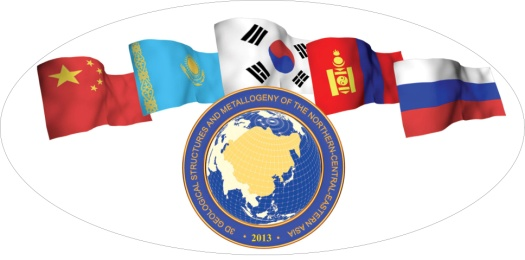 3D GEOLOGICAL STRUCTURES AND METALLOGENY OF THE NORTHERN-CENTRAL-EASTERN ASIA
• 2013 •